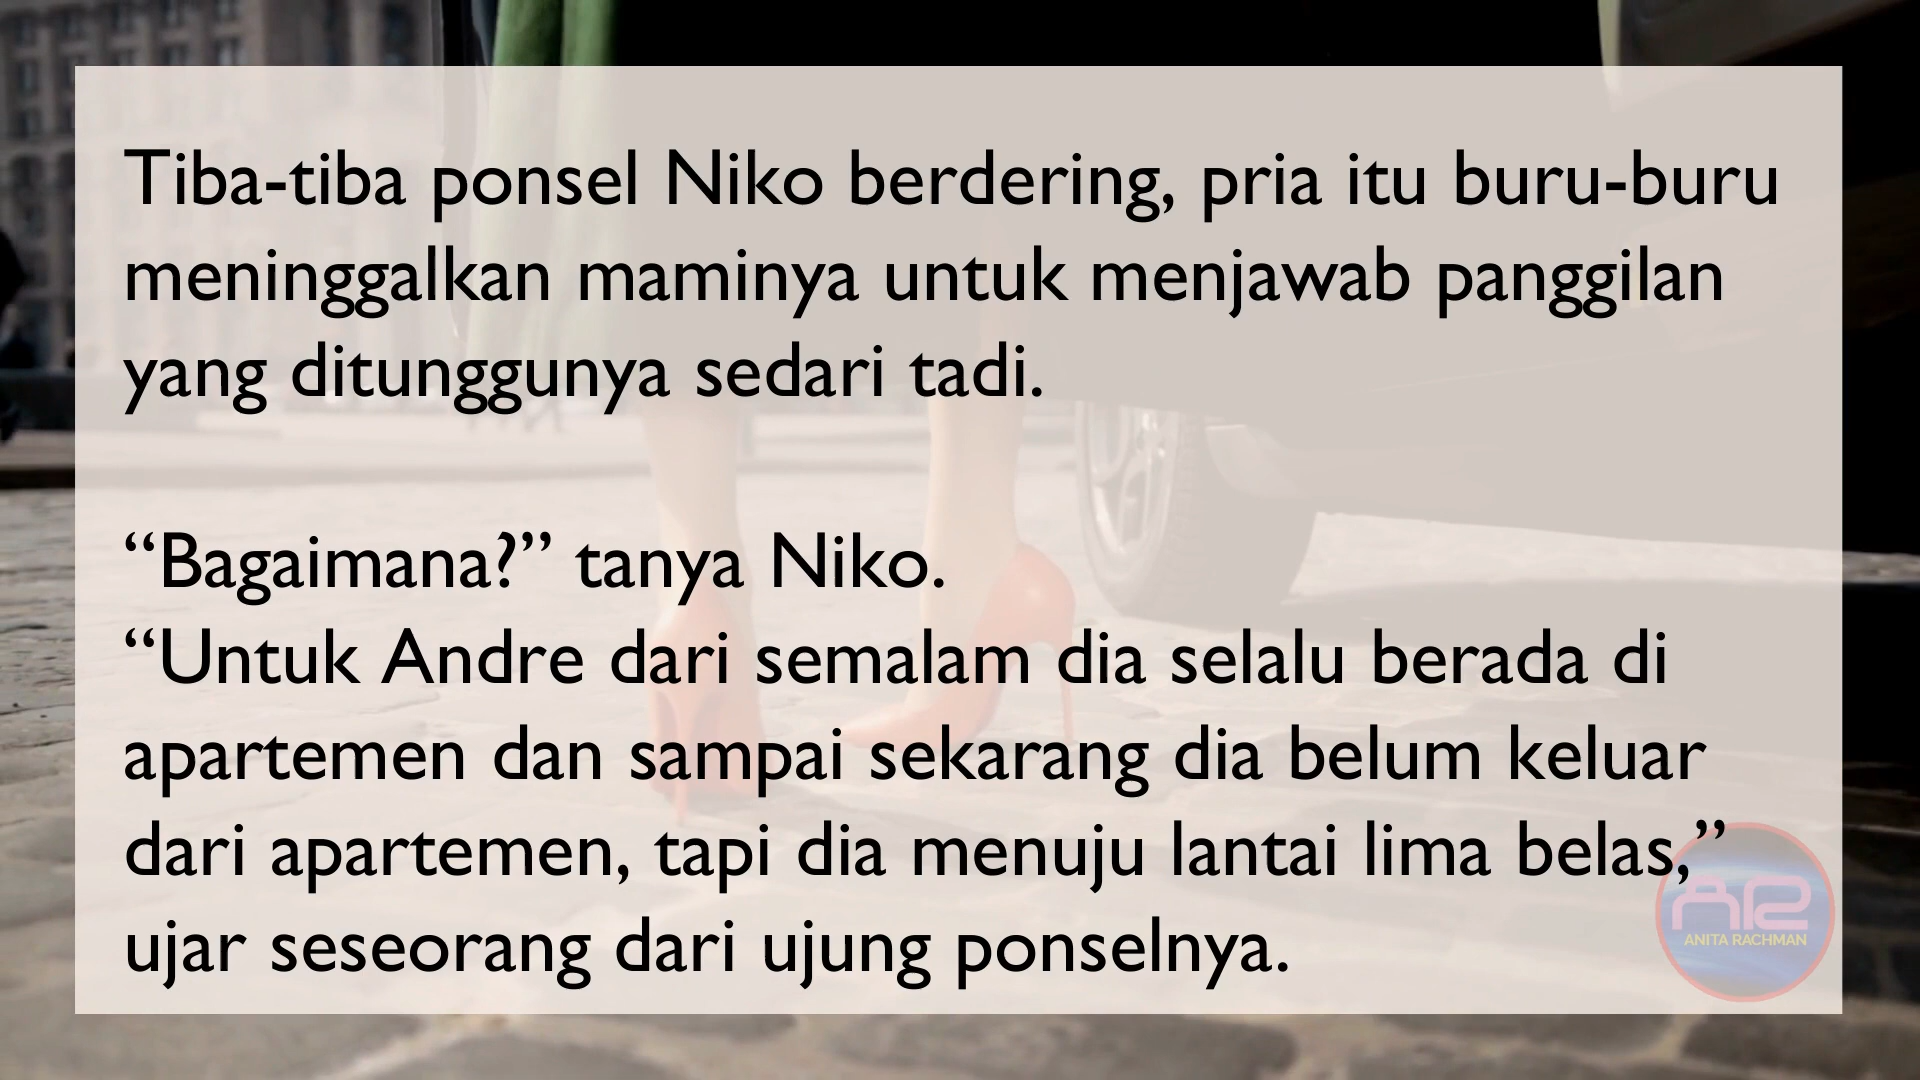 Tiba-tiba ponsel Niko berdering, pria itu buru-buru
meninggalkan maminya untuk menjawab panggilan
yang ditunggunya sedari tadi.
“Bagaimana?” tanya Niko.
“Untuk Andre dari semalam dia selalu berada di
apartemen dan sampai sekarang dia belum keluar
dari apartemen, tapi dia menuju lantai lima belas,”
ujar seseorang dari ujung ponselnya.
AR
ANITA RACHMAN